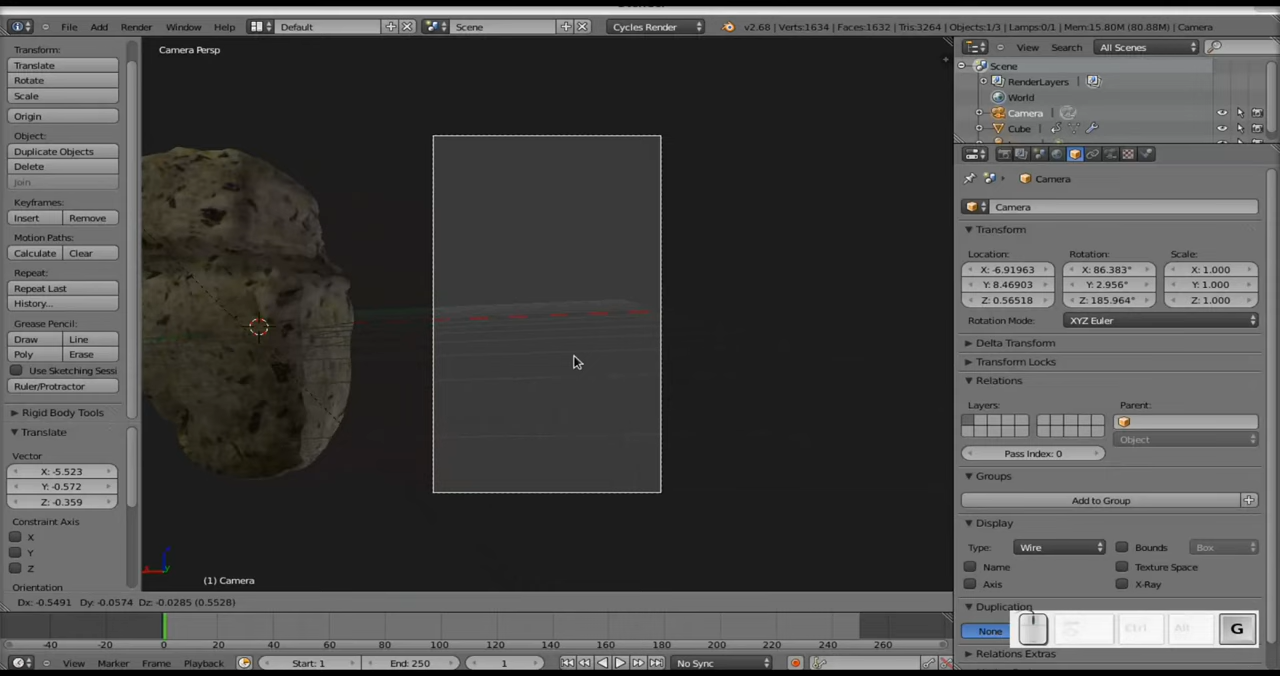 File Add Render Window Help Default Scene Cycles Render v2.68 | Verts:1634 | Faces:1632 | Tris:3264 | Objects:1/3 | Lamps:0/1 | Mem:15.80M (80.88M) | Camera
Transform:
Translate
Rotate
Scale
Origin
Object:
Duplicate Objects
Delete
Join
Keyframes:
Insert Remove
Motion Paths:
Calculate Clear
Repeat:
Repeat Last
History...
Grease Pencil:
Draw Line
Poly Erase
Use Sketching Sessi
Ruler/Protractor
Rigid Body Tools
Translate
Vector
X: -5.523
Y: -0.572
Z: -0.359
Constraint Axis
X
Y
Z
Orientation
Camera Persp
(1) Camera
Dx: -0.5491 Dy: -0.0574 Dz: -0.0285 (0.5528)
-40 -20 0 20 40 60 80 100 120 140 160 180 200 220 240 260
View Marker Frame Playback Start: 1 End: 250 1 No Sync
View Search All Scenes
Scene
RenderLayers
World
Camera
Cube
Camera
Camera
Transform
Location: Rotation: Scale:
X: -6.91963 X: 86.383° X: 1.000
Y: 8.46903 Y: 2.956° Y: 1.000
Z: 0.56518 Z: 185.964° Z: 1.000
Rotation Mode: XYZ Euler
Delta Transform
Transform Locks
Relations
Layers: Parent:
Object
Pass Index: 0
Groups
Add to Group
Display
Type: Wire Bounds Box
Name Texture Space
Axis X-Ray
Duplication
None Ctrl Alt G
Relations Extras